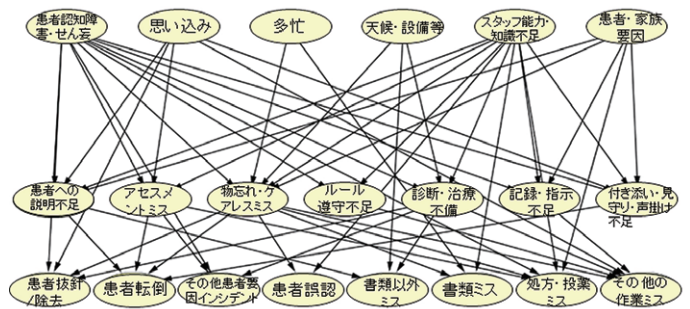 患者認知障
害・せん妄
思い込み
多忙
天候・設備等
スタッフ能力・
知識不足
患者・家族
要因
患者への
説明不足
アセスメ
ントミス
物忘れ・ケ
アレスミス
ルール
遵守不足
診断・治療
不備
記録・指示
不足
付き添い・見
守り・声掛け
不足
患者抜針
/除去
患者転倒
その他患者要
因インシデント
患者誤認
書類以外
ミス
書類ミス
処方・投薬
ミス
その他の
作業ミス